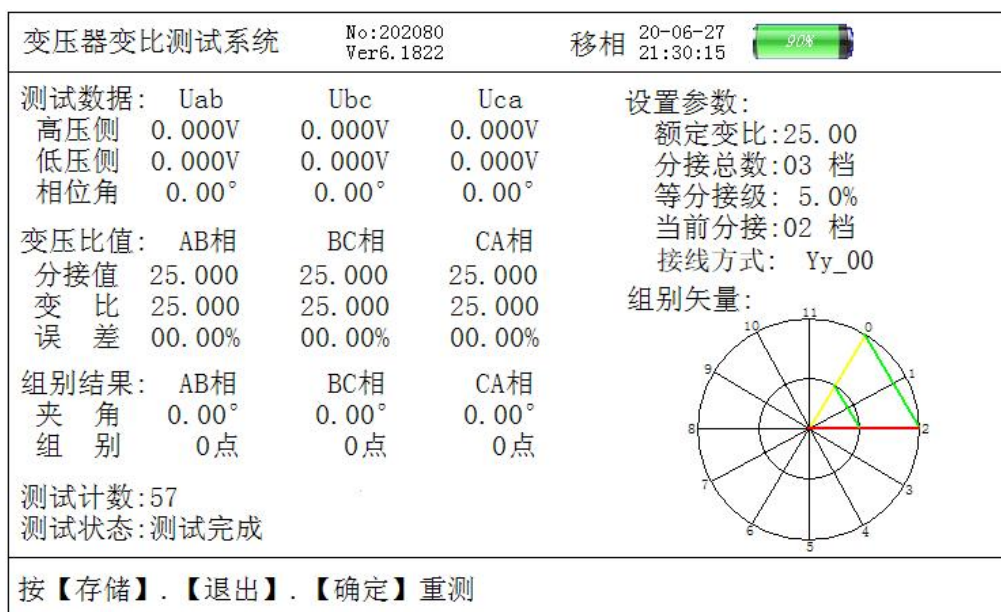 变压器变比测试系统 No:202080 移相 20-06-27 90%
Ver6.1822 21:30:15
测试数据: Uab Ubc Uca
高压侧 0.000V 0.000V 0.000V
低压侧 0.000V 0.000V 0.000V
相位角 0.00° 0.00° 0.00°
变压比值: AB相 BC相 CA相
分接值 25.000 25.000 25.000
变 比 25.000 25.000 25.000
误 差 00.00% 00.00% 00.00%
组别结果: AB相 BC相 CA相
夹 角 0.00° 0.00° 0.00°
组 别 0点 0点 0点
测试计数:57
测试状态:测试完成
设置参数:
额定变比:25.00
分接总数:03 档
等分接级: 5.0%
当前分接:02 档
接线方式: Yy_00
组别矢量:
11
10 0
9 1
8 2
7 3
6 4
5
按【存储】.【退出】.【确定】重测